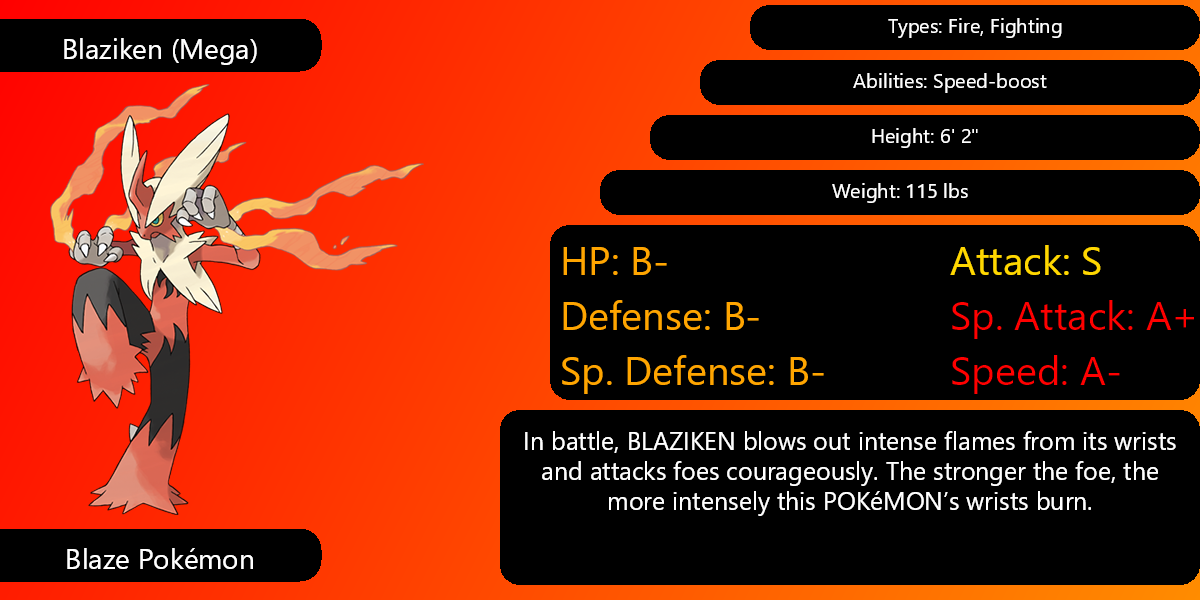 Blaziken (Mega)
Types: Fire, Fighting
Abilities: Speed-boost
Height: 6' 2"
Weight: 115 lbs
HP: B-
Attack: S
Defense: B-
Sp. Attack: A+
Sp. Defense: B-
Speed: A-
In battle, BLAZIKEN blows out intense flames from its wrists
and attacks foes courageously. The stronger the foe, the
more intensely this POKéMON’s wrists burn.
Blaze Pokémon